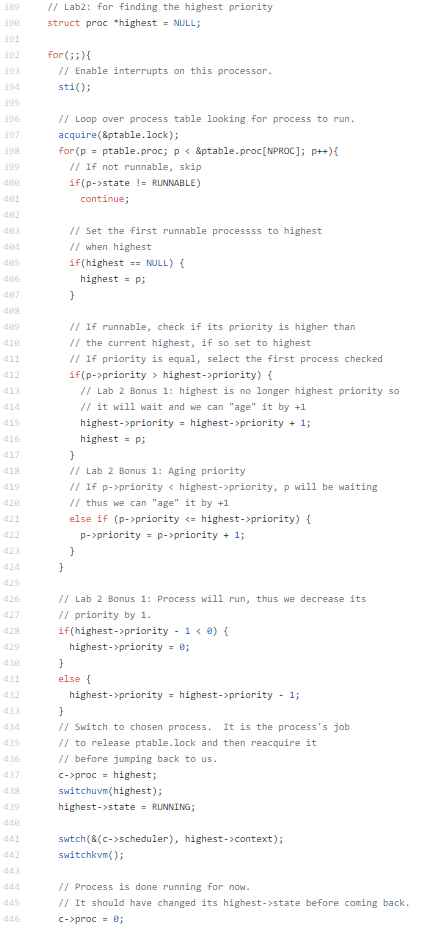 389 // Lab2: for finding the highest priority
390 struct proc *highest = NULL;
391
392 for(;;){
393 // Enable interrupts on this processor.
394 sti();
395
396 // Loop over process table looking for process to run.
397 acquire(&ptable.lock);
398 for(p = ptable.proc; p < &ptable.proc[NPROC]; p++){
399 // If not runnable, skip
400 if(p->state != RUNNABLE)
401 continue;
402
403 // Set the first runnable processss to highest
404 // when highest
405 if(highest == NULL) {
406 highest = p;
407 }
408
409 // If runnable, check if its priority is higher than
410 // the current highest, if so set to highest
411 // If priority is equal, select the first process checked
412 if(p->priority > highest->priority) {
413 // Lab 2 Bonus 1: highest is no longer highest priority so
414 // it will wait and we can "age" it by +1
415 highest->priority = highest->priority + 1;
416 highest = p;
417 }
418 // Lab 2 Bonus 1: Aging priority
419 // If p->priority < highest->priority, p will be waiting
420 // thus we can "age" it by +1
421 else if (p->priority <= highest->priority) {
422 p->priority = p->priority + 1;
423 }
424 }
425
426 // Lab 2 Bonus 1: Process will run, thus we decrease its
427 // priority by 1.
428 if(highest->priority - 1 < 0) {
429 highest->priority = 0;
430 }
431 else {
432 highest->priority = highest->priority - 1;
433 }
434 // Switch to chosen process.  It is the process's job
435 // to release ptable.lock and then reacquire it
436 // before jumping back to us.
437 c->proc = highest;
438 switchuvm(highest);
439 highest->state = RUNNING;
440
441 swtch(&(c->scheduler), highest->context);
442 switchkvm();
443
444 // Process is done running for now.
445 // It should have changed its highest->state before coming back.
446 c->proc = 0;